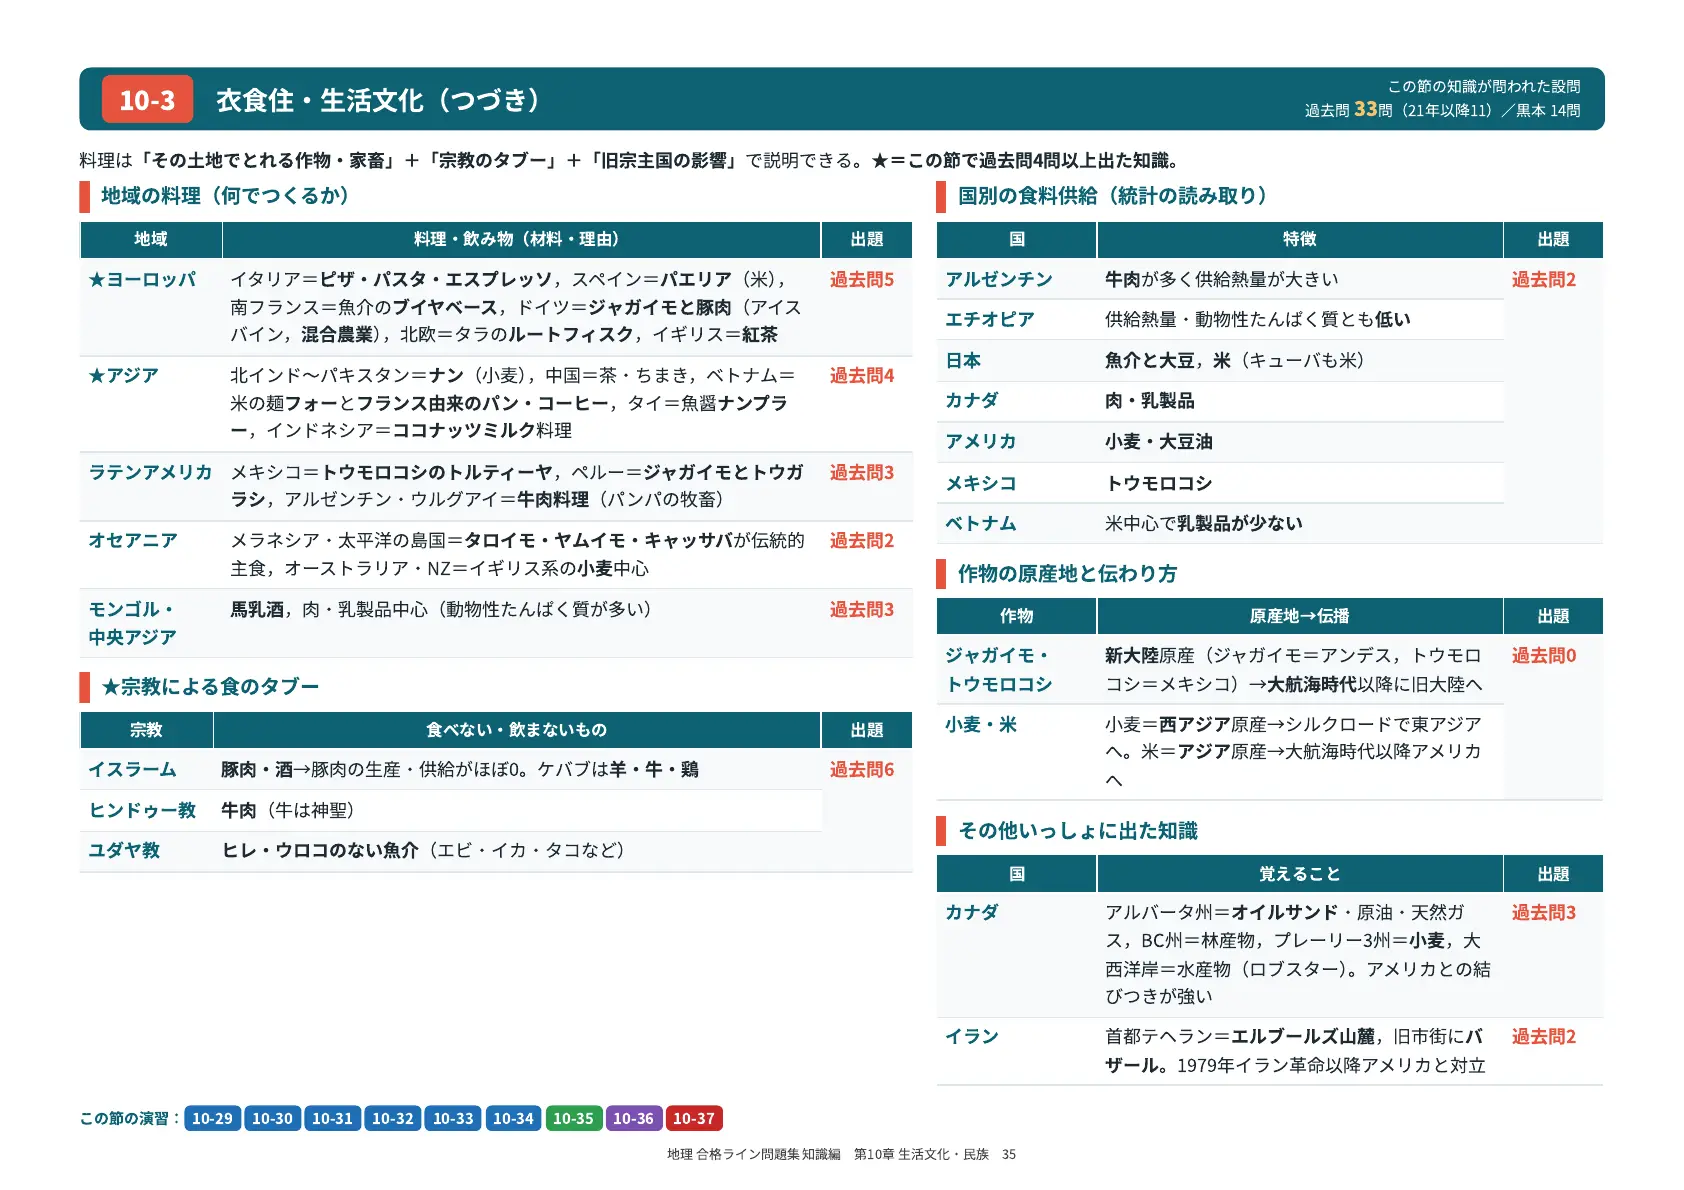 10-3 衣食住・生活文化（つづき）
この節の知識が問われた設問
過去問 33問（21年以降11）／黒本 14問
料理は「その土地でとれる作物・家畜」＋「宗教のタブー」＋「旧宗主国の影響」で説明できる。★＝この節で過去問4問以上出た知識。
地域の料理（何でつくるか）
地域 料理・飲み物（材料・理由） 出題
★ヨーロッパ イタリア＝ピザ・パスタ・エスプレッソ，スペイン＝パエリア（米）， 過去問5
南フランス＝魚介のブイヤベース，ドイツ＝ジャガイモと豚肉（アイス
バイン，混合農業），北欧＝タラのルートフィスク，イギリス＝紅茶
★アジア 北インド～パキスタン＝ナン（小麦），中国＝茶・ちまき，ベトナム＝ 過去問4
米の麺フォーとフランス由来のパン・コーヒー，タイ＝魚醤ナンプラ
ー，インドネシア＝ココナッツミルク料理
ラテンアメリカ メキシコ＝トウモロコシのトルティーヤ，ペルー＝ジャガイモとトウガ 過去問3
ラシ，アルゼンチン・ウルグアイ＝牛肉料理（パンパの牧畜）
オセアニア メラネシア・太平洋の島国＝タロイモ・ヤムイモ・キャッサバが伝統的 過去問2
主食，オーストラリア・NZ＝イギリス系の小麦中心
モンゴル・ 馬乳酒，肉・乳製品中心（動物性たんぱく質が多い） 過去問3
中央アジア
★宗教による食のタブー
宗教 食べない・飲まないもの 出題
イスラーム 豚肉・酒→豚肉の生産・供給がほぼ0。ケバブは羊・牛・鶏 過去問6
ヒンドゥー教 牛肉（牛は神聖）
ユダヤ教 ヒレ・ウロコのない魚介（エビ・イカ・タコなど）
国別の食料供給（統計の読み取り）
国 特徴 出題
アルゼンチン 牛肉が多く供給熱量が大きい 過去問2
エチオピア 供給熱量・動物性たんぱく質とも低い
日本 魚介と大豆，米（キューバも米）
カナダ 肉・乳製品
アメリカ 小麦・大豆油
メキシコ トウモロコシ
ベトナム 米中心で乳製品が少ない
作物の原産地と伝わり方
作物 原産地→伝播 出題
ジャガイモ・ 新大陸原産（ジャガイモ＝アンデス，トウモロ 過去問0
トウモロコシ コシ＝メキシコ）→大航海時代以降に旧大陸へ
小麦・米 小麦＝西アジア原産→シルクロードで東アジア
へ。米＝アジア原産→大航海時代以降アメリカ
へ
その他いっしょに出た知識
国 覚えること 出題
カナダ アルバータ州＝オイルサンド・原油・天然ガ 過去問3
ス，BC州＝林産物，プレーリー3州＝小麦，大
西洋岸＝水産物（ロブスター）。アメリカとの結
びつきが強い
イラン 首都テヘラン＝エルブールズ山麓，旧市街にバ 過去問2
ザール。1979年イラン革命以降アメリカと対立
この節の演習： 10-29 10-30 10-31 10-32 10-33 10-34 10-35 10-36 10-37
地理 合格ライン問題集 知識編 第10章 生活文化・民族 35